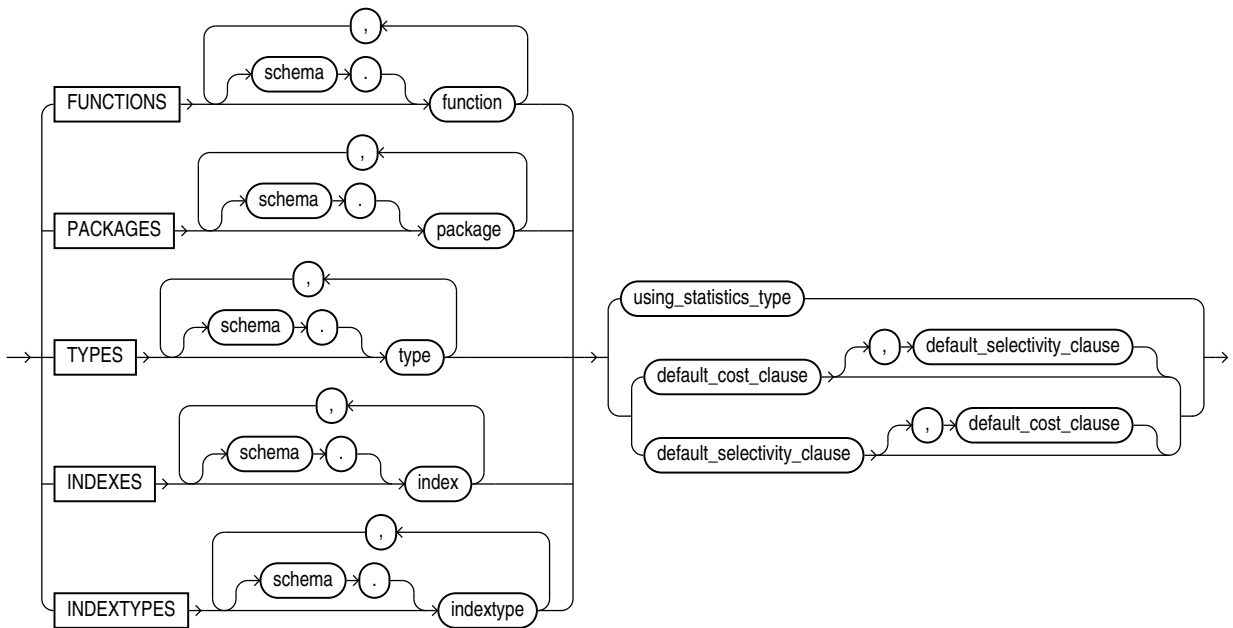 ,
schema .
FUNCTIONS function
,
schema .
PACKAGES package
,
schema .
TYPES type
,
schema .
INDEXES index
,
schema .
INDEXTYPES indextype
using_statistics_type
, default_selectivity_clause
default_cost_clause
, default_cost_clause
default_selectivity_clause